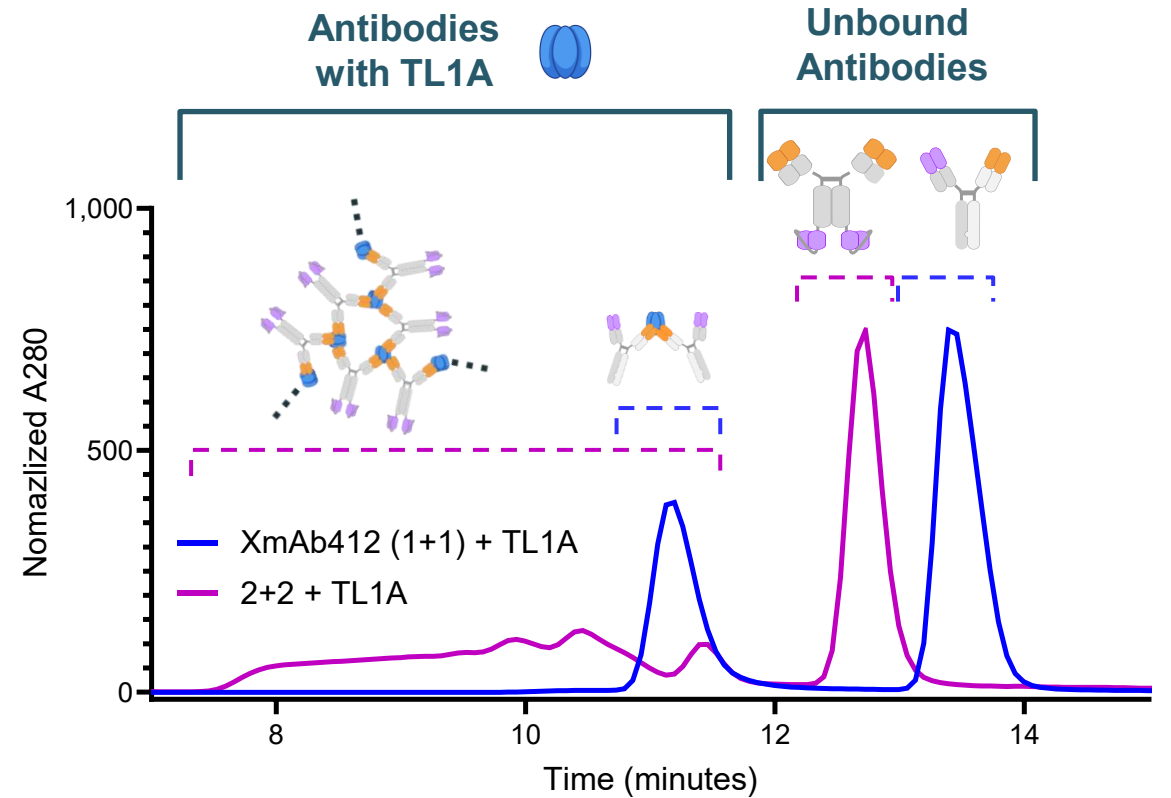 Antibodies
with TL1A
Unbound
Antibodies
Nomazlized A280
1,000
500
0
XmAb412 (1+1) + TL1A
2+2 + TL1A
8
10
12
14
Time (minutes)